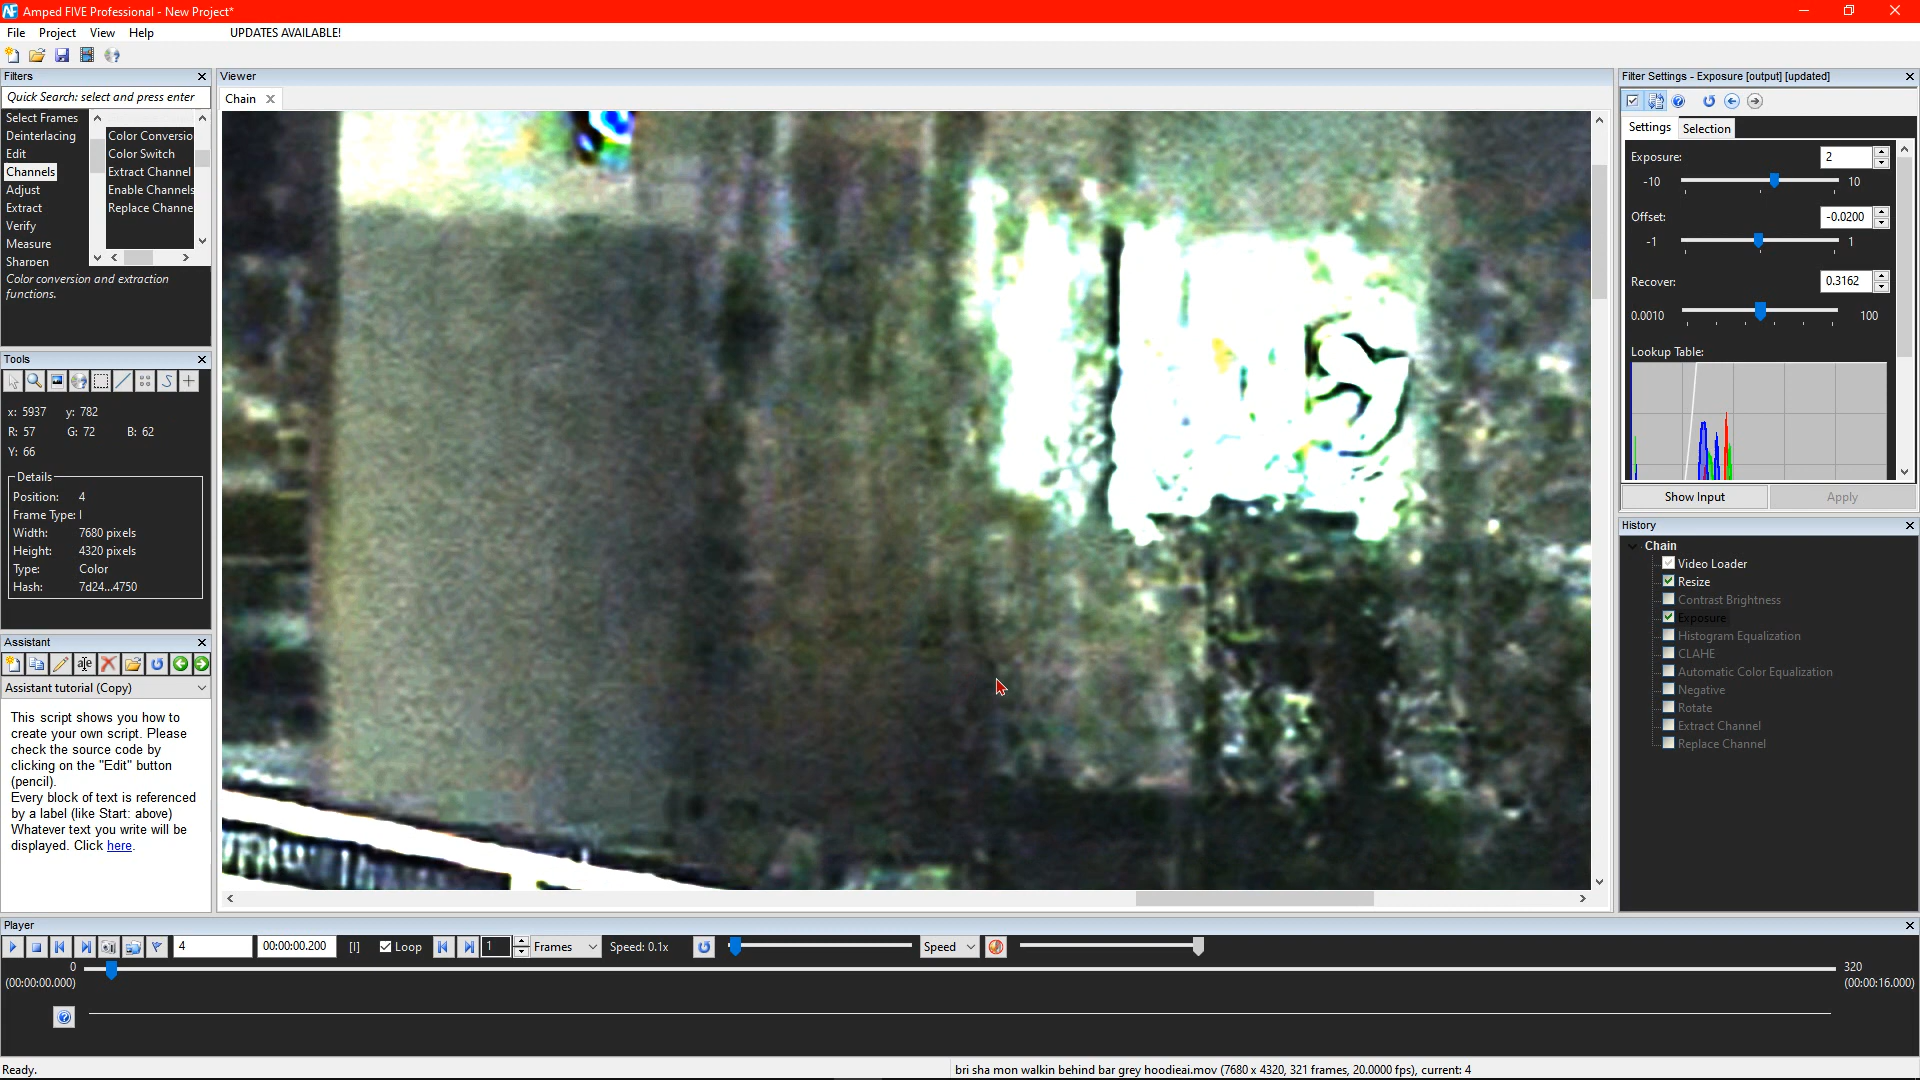 Amped FIVE Professional - New Project*
File Project View Help UPDATES AVAILABLE!
Filters
Quick Search: select and press enter
Select Frames
Deinterlacing
Edit
Channels
Adjust
Extract
Verify
Measure
Sharpen
Color Conversio
Color Switch
Extract Channel
Enable Channels
Replace Channe
Color conversion and extraction
functions.
Tools
x: 5937 y: 782
R: 57 G: 72 B: 62
Y: 66
Details
Position: 4
Frame Type: I
Width: 7680 pixels
Height: 4320 pixels
Type: Color
Hash: 7d24...4750
Assistant
Assistant tutorial (Copy)
This script shows you how to
create your own script. Please
check the source code by
clicking on the "Edit" button
(pencil).
Every block of text is referenced
by a label (like Start: above)
Whatever text you write will be
displayed. Click here.
Viewer
Chain
Filter Settings - Exposure [output] [updated]
Settings Selection
Exposure: 2
-10 10
Offset: -0.0200
-1 1
Recover: 0.3162
0.0010 100
Lookup Table:
Show Input Apply
History
Chain
Video Loader
Resize
Contrast Brightness
Exposure
Histogram Equalization
CLAHE
Automatic Color Equalization
Negative
Rotate
Extract Channel
Replace Channel
Player
4 00:00:00.200 [I] Loop 1 Frames Speed: 0.1x Speed
0 320
(00:00:00.000) (00:00:16.000)
Ready. bri sha mon walkin behind bar grey hoodieai.mov (7680 x 4320, 321 frames, 20.0000 fps), current: 4